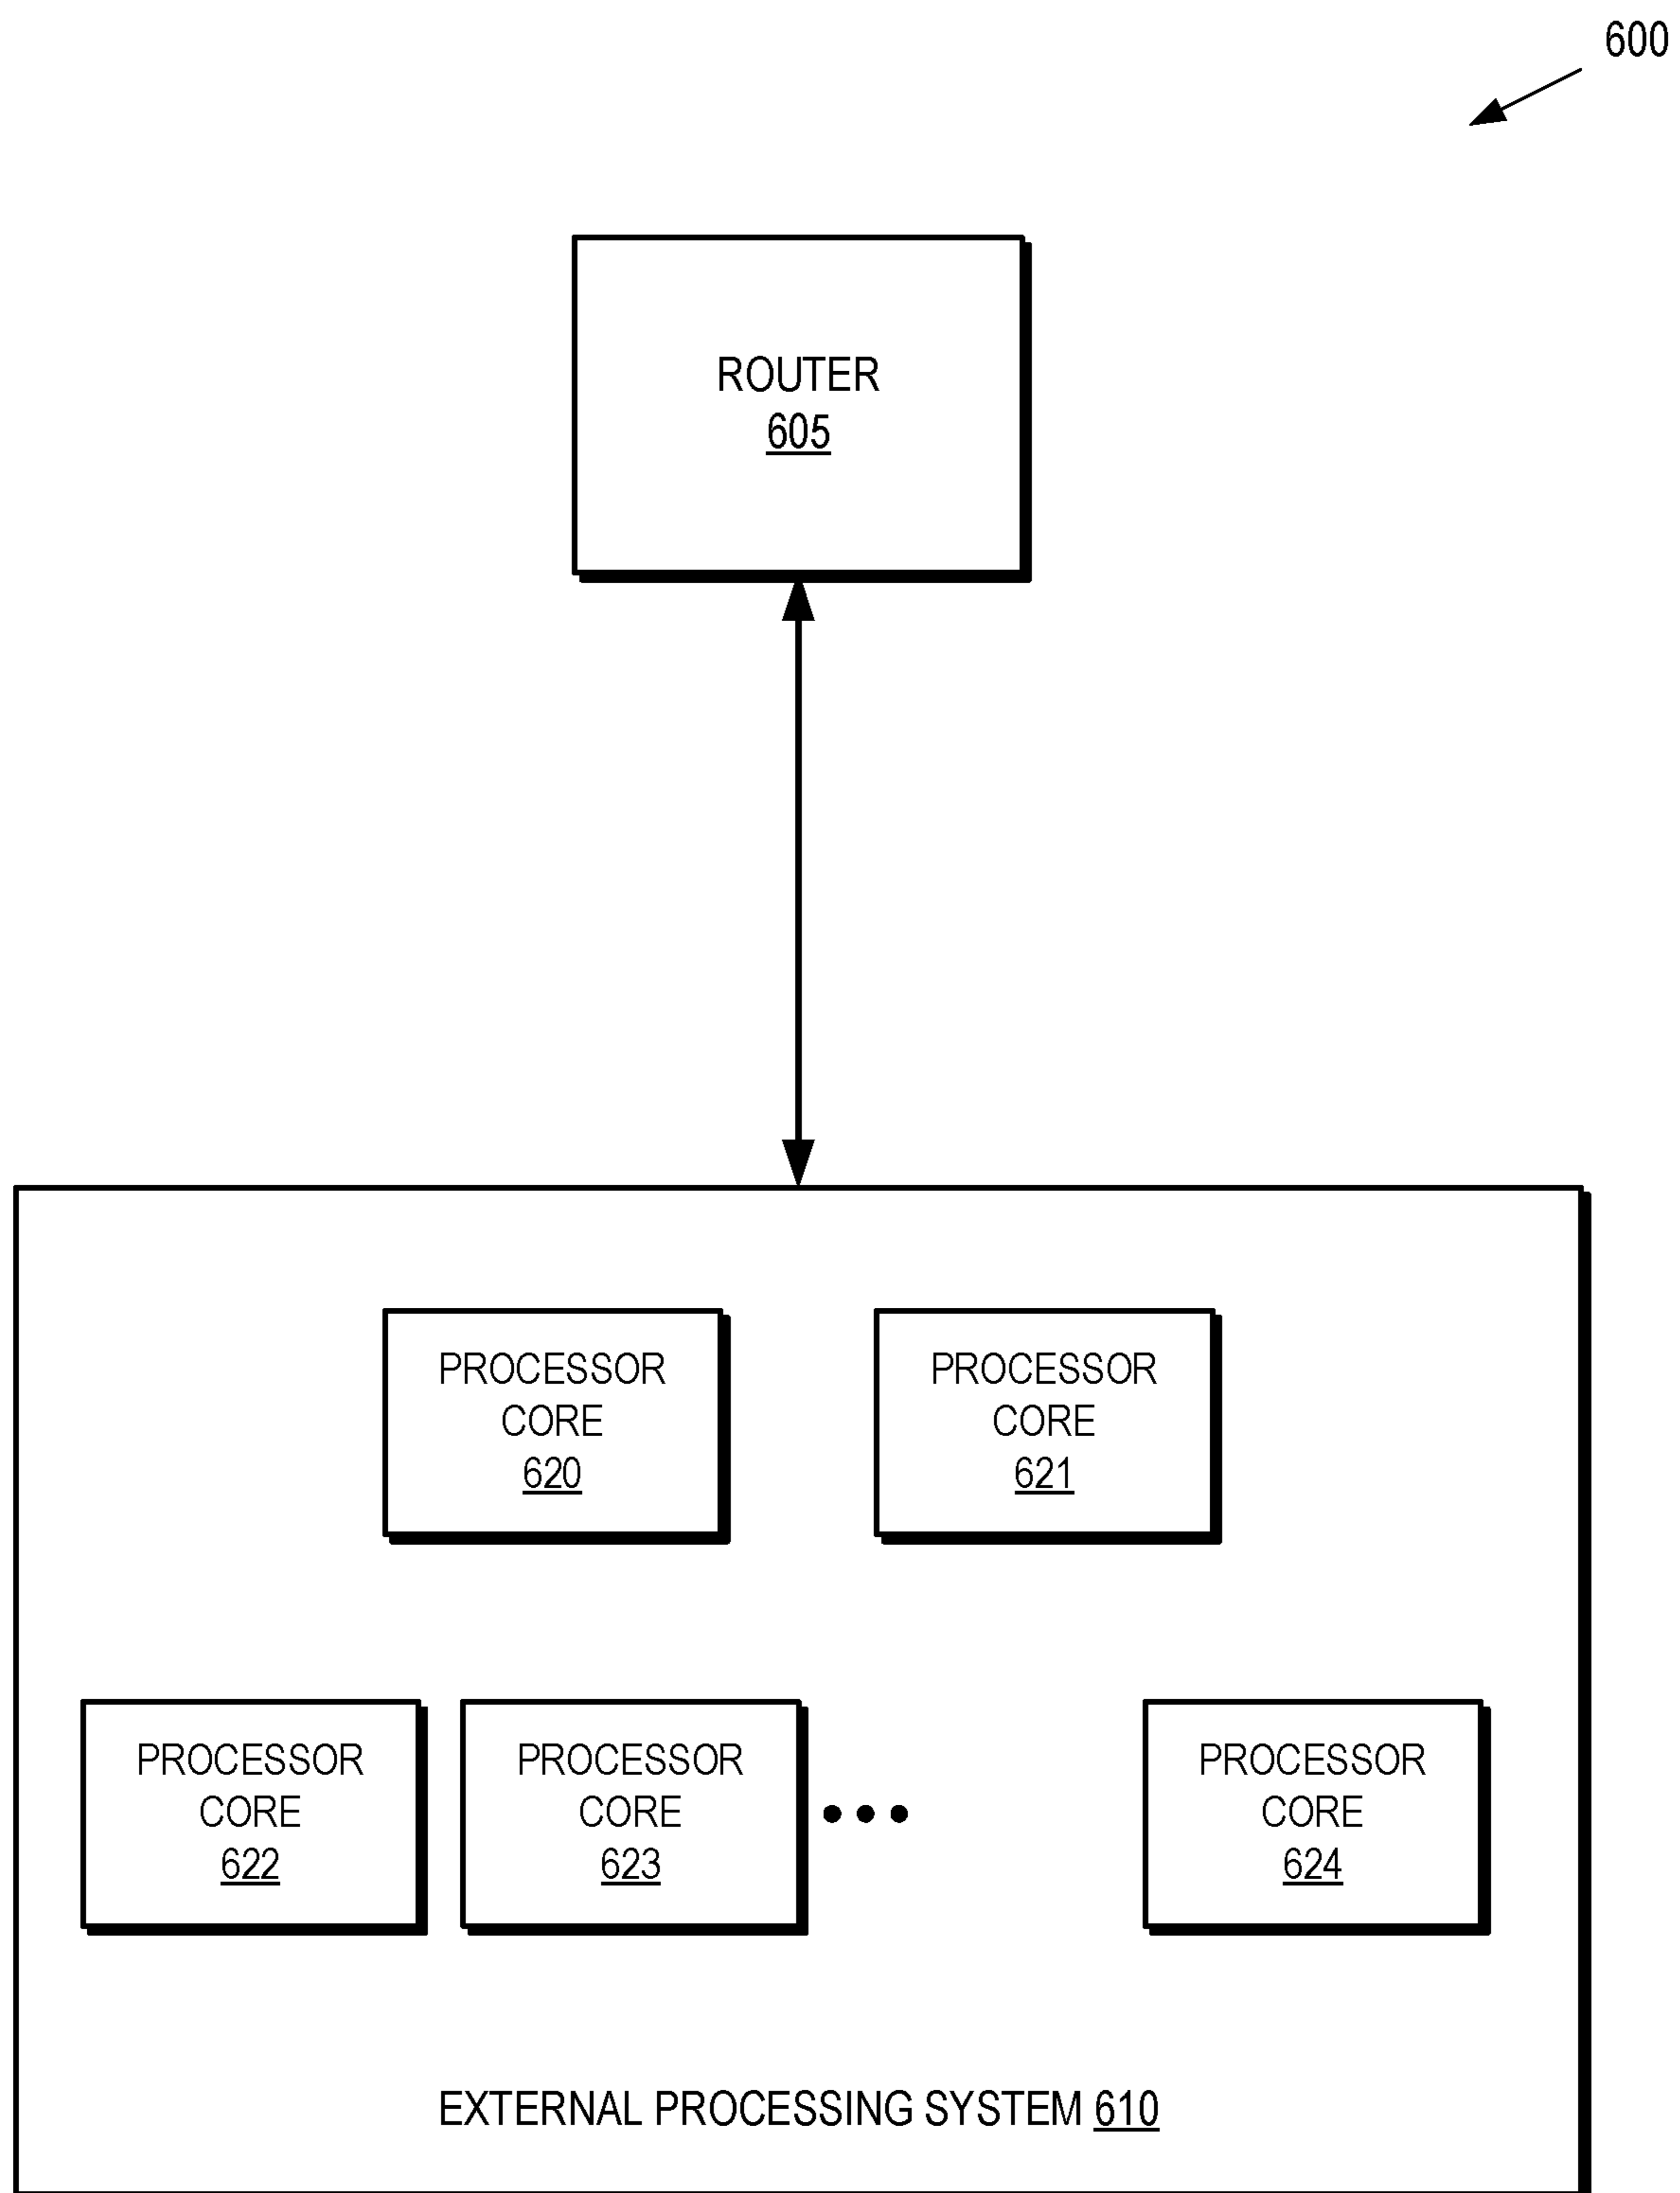 600
ROUTER
605
PROCESSOR
CORE
620
PROCESSOR
CORE
621
PROCESSOR
CORE
622
PROCESSOR
CORE
623
PROCESSOR
CORE
624
EXTERNAL PROCESSING SYSTEM 610